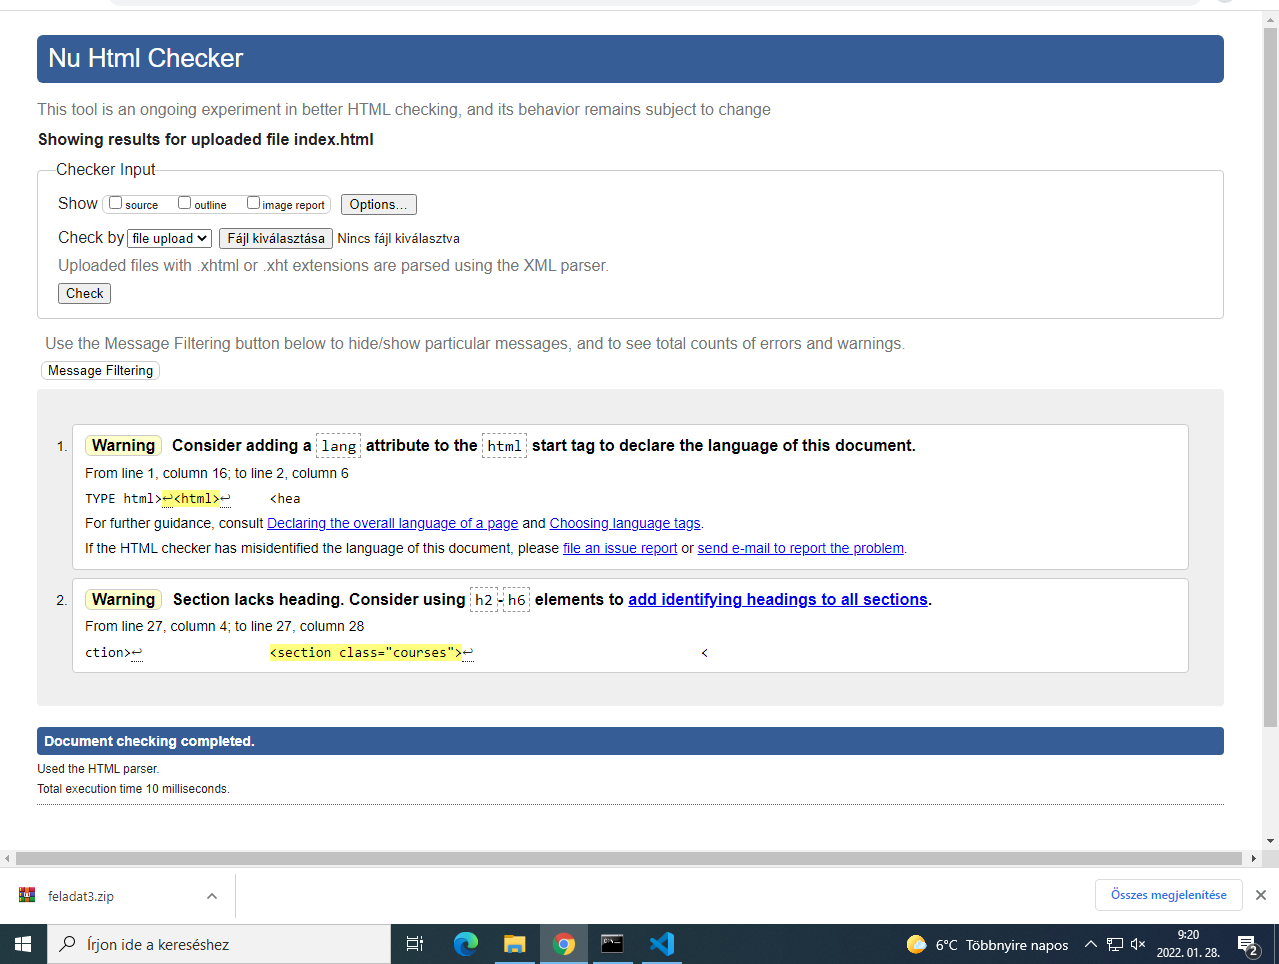 Nu Html Checker
This tool is an ongoing experiment in better HTML checking, and its behavior remains subject to change
Showing results for uploaded file index.html
Checker Input
Show source outline image report Options...
Check by file upload Fájl kiválasztása Nincs fájl kiválasztva
Uploaded files with .xhtml or .xht extensions are parsed using the XML parser.
Check
Use the Message Filtering button below to hide/show particular messages, and to see total counts of errors and warnings.
Message Filtering
1. Warning Consider adding a lang attribute to the html start tag to declare the language of this document.
From line 1, column 16; to line 2, column 6
TYPE html>↩<html>↩ <hea
For further guidance, consult Declaring the overall language of a page and Choosing language tags.
If the HTML checker has misidentified the language of this document, please file an issue report or send e-mail to report the problem.
2. Warning Section lacks heading. Consider using h2-h6 elements to add identifying headings to all sections.
From line 27, column 4; to line 27, column 28
ction>↩ <section class="courses">↩ <
Document checking completed.
Used the HTML parser.
Total execution time 10 milliseconds.
feladat3.zip
Összes megjelenítése
Írjon ide a kereséshez
6°C Többnyire napos
9:20
2022. 01. 28.
2